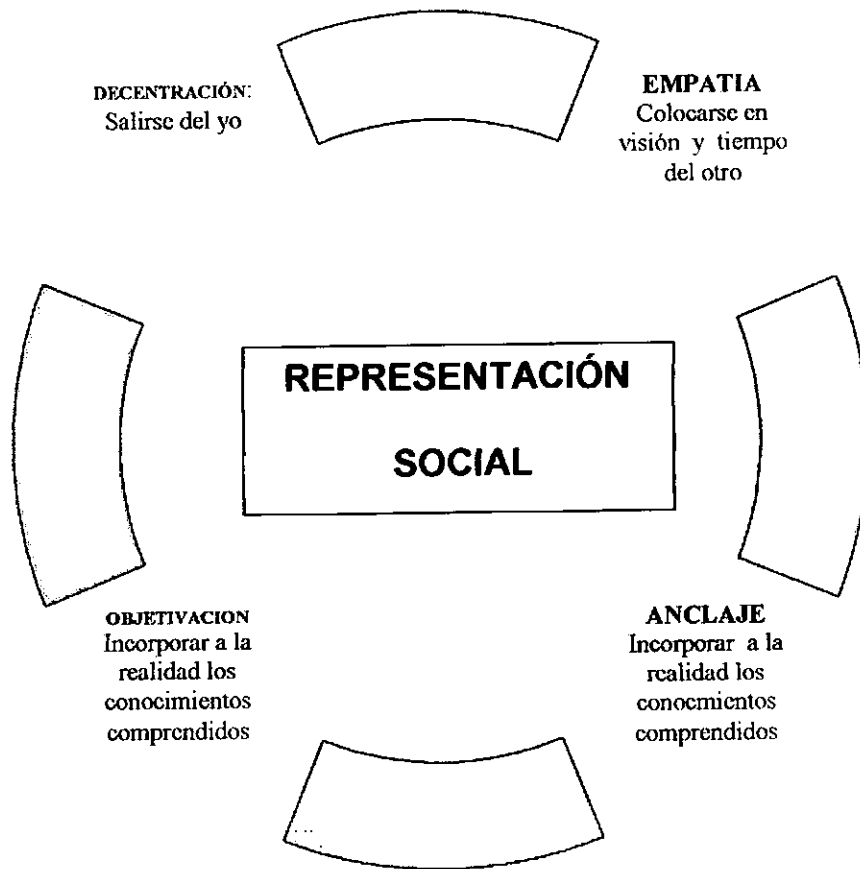 DECENTRACIÓN:
Salirse del yo
EMPATIA
Colocarse en
visión y tiempo
del otro
REPRESENTACIÓN
SOCIAL
OBJETIVACION
Incorporar a la
realidad los
conocimientos
comprendidos
ANCLAJE
Incorporar a la
realidad los
conocmientos
comprendidos